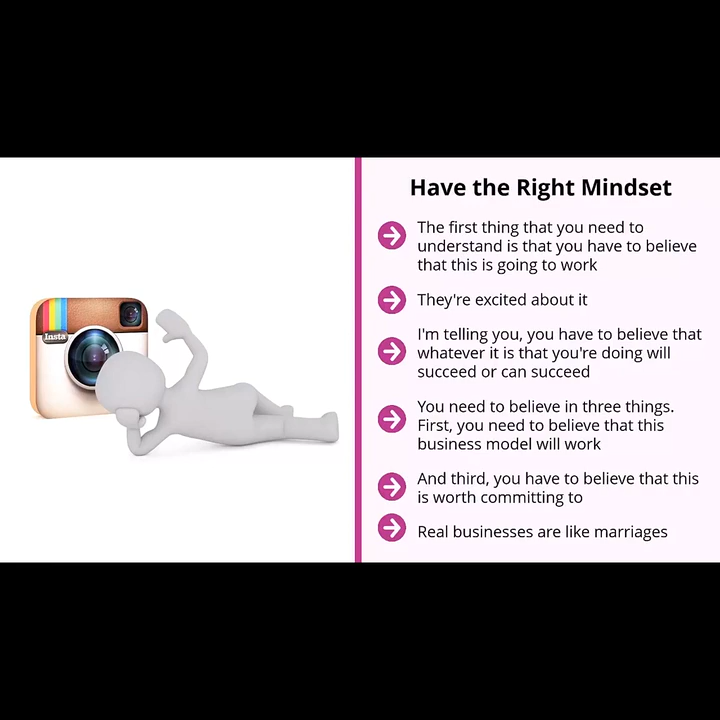 Insta
Have the Right Mindset
The first thing that you need to
understand is that you have to believe
that this is going to work
They're excited about it
I'm telling you, you have to believe that
whatever it is that you're doing will
succeed or can succeed
You need to believe in three things.
First, you need to believe that this
business model will work
And third, you have to believe that this
is worth committing to
Real businesses are like marriages